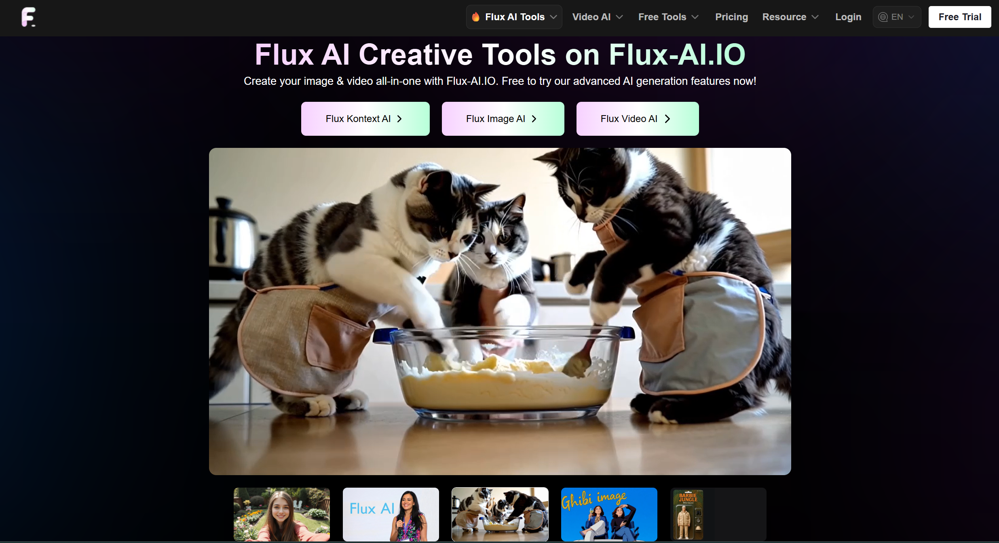 F.
Flux AI Tools
Video AI
Free Tools
Pricing
Resource
Login
EN
Free Trial
Flux AI Creative Tools on Flux-AI.IO
Create your image & video all-in-one with Flux-AI.IO. Free to try our advanced AI generation features now!
Flux Kontext AI
Flux Image AI
Flux Video AI
Flux AI
Ghibi image
BARBIE
JUNGLE
Wild Quest